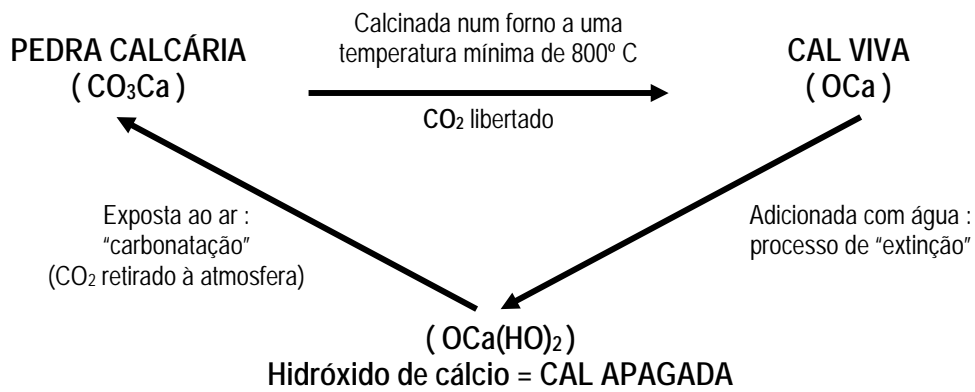 Calcinada num forno a uma
temperatura mínima de 800º C
PEDRA CALCÁRIA
( CO₃Ca )
CAL VIVA
( OCa )
CO₂ libertado
Exposta ao ar :
“carbonatação”
(CO₂ retirado à atmosfera)
Adicionada com água :
processo de “extinção”
( OCa(HO)₂ )
Hidróxido de cálcio = CAL APAGADA